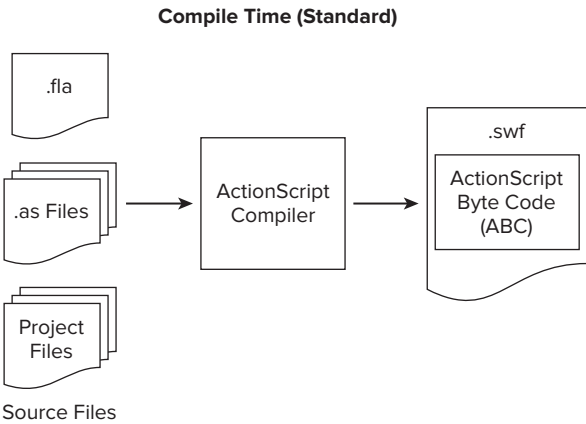 Compile Time (Standard)
.fla
.as Files
Project
Files
Source Files
ActionScript
Compiler
.swf
ActionScript
Byte Code
(ABC)